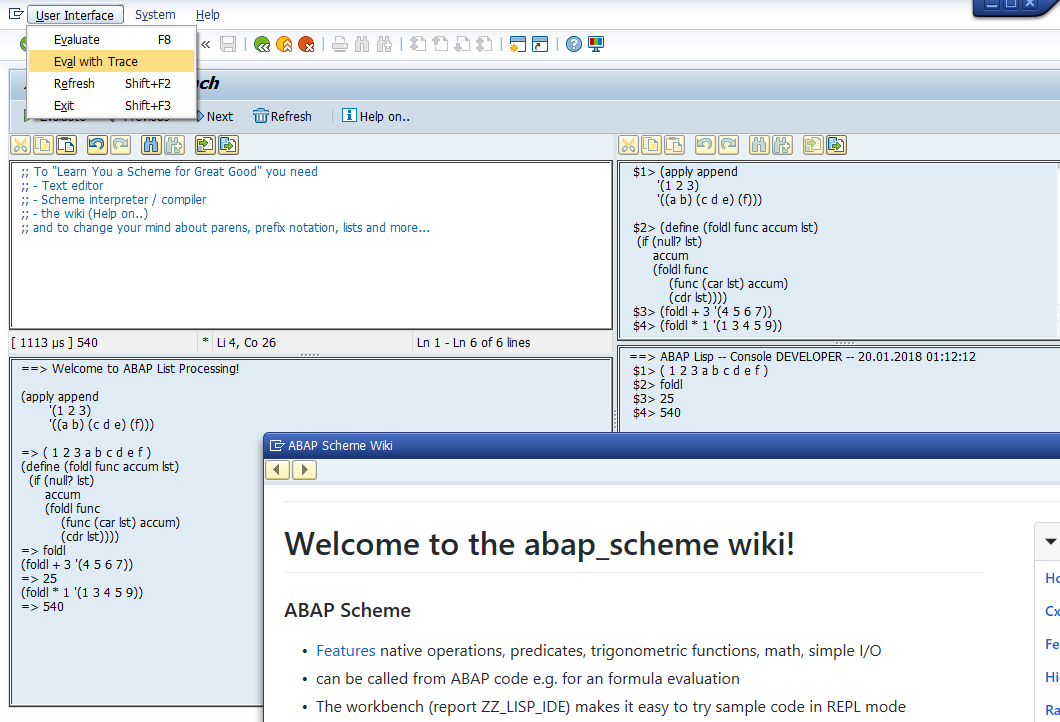 User Interface System Help
Evaluate F8
Eval with Trace
Refresh Shift+F2
Exit Shift+F3
Next Refresh Help on..
;; To "Learn You a Scheme for Great Good" you need
;; - Text editor
;; - Scheme interpreter / compiler
;; - the wiki (Help on..)
;; and to change your mind about parens, prefix notation, lists and more...
[ 1113 µs ] 540 * Li 4, Co 26 Ln 1 - Ln 6 of 6 lines
==> Welcome to ABAP List Processing!
(apply append
'(1 2 3)
'((a b) (c d e) (f)))
=> ( 1 2 3 a b c d e f )
(define (foldl func accum lst)
(if (null? lst)
accum
(foldl func
(func (car lst) accum)
(cdr lst))))
=> foldl
(foldl + 3 '(4 5 6 7))
=> 25
(foldl * 1 '(1 3 4 5 9))
=> 540
$1> (apply append
'(1 2 3)
'((a b) (c d e) (f)))
$2> (define (foldl func accum lst)
(if (null? lst)
accum
(foldl func
(func (car lst) accum)
(cdr lst))))
$3> (foldl + 3 '(4 5 6 7))
$4> (foldl * 1 '(1 3 4 5 9))
==> ABAP Lisp -- Console DEVELOPER -- 20.01.2018 01:12:12
$1> ( 1 2 3 a b c d e f )
$2> foldl
$3> 25
$4> 540
ABAP Scheme Wiki
Welcome to the abap_scheme wiki!
ABAP Scheme
• Features native operations, predicates, trigonometric functions, math, simple I/O
• can be called from ABAP code e.g. for an formula evaluation
• The workbench (report ZZ_LISP_IDE) makes it easy to try sample code in REPL mode